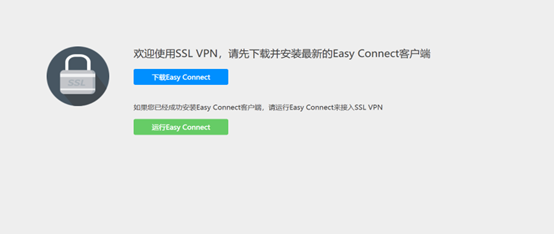 欢迎使用SSL VPN，请先下载并安装最新的Easy Connect客户端
下载Easy Connect
SSL
如果您已经成功安装Easy Connect客户端，请运行Easy Connect来接入SSL VPN
运行Easy Connect